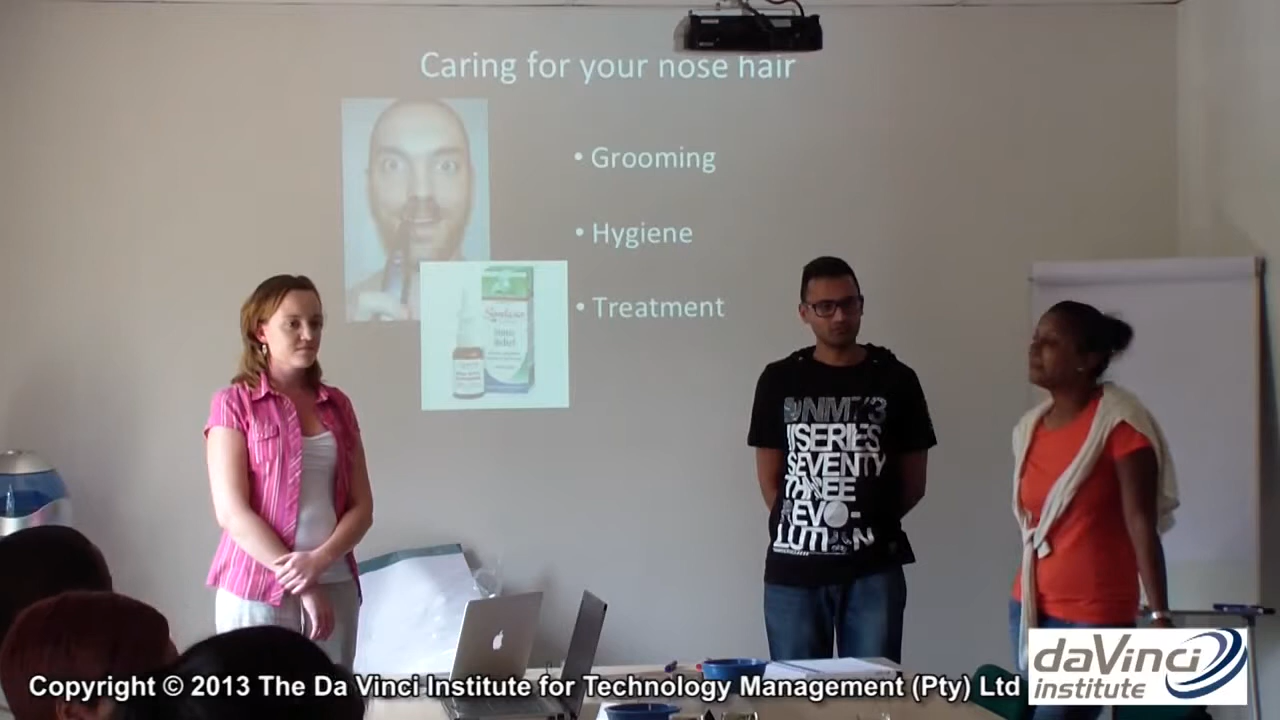 Caring for your nose hair
• Grooming
• Hygiene
• Treatment
SERIES
SEVENTY
THREE
REVO-
LUTION
Copyright © 2013 The Da Vinci Institute for Technology Management (Pty) Ltd
daVinci
institute